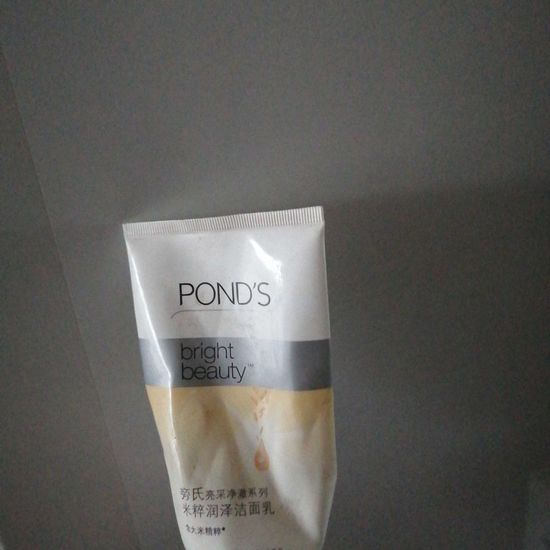 POND'S
bright
beauty™
旁氏亮采净澈系列
米粹润泽洁面乳
含大米精粹*